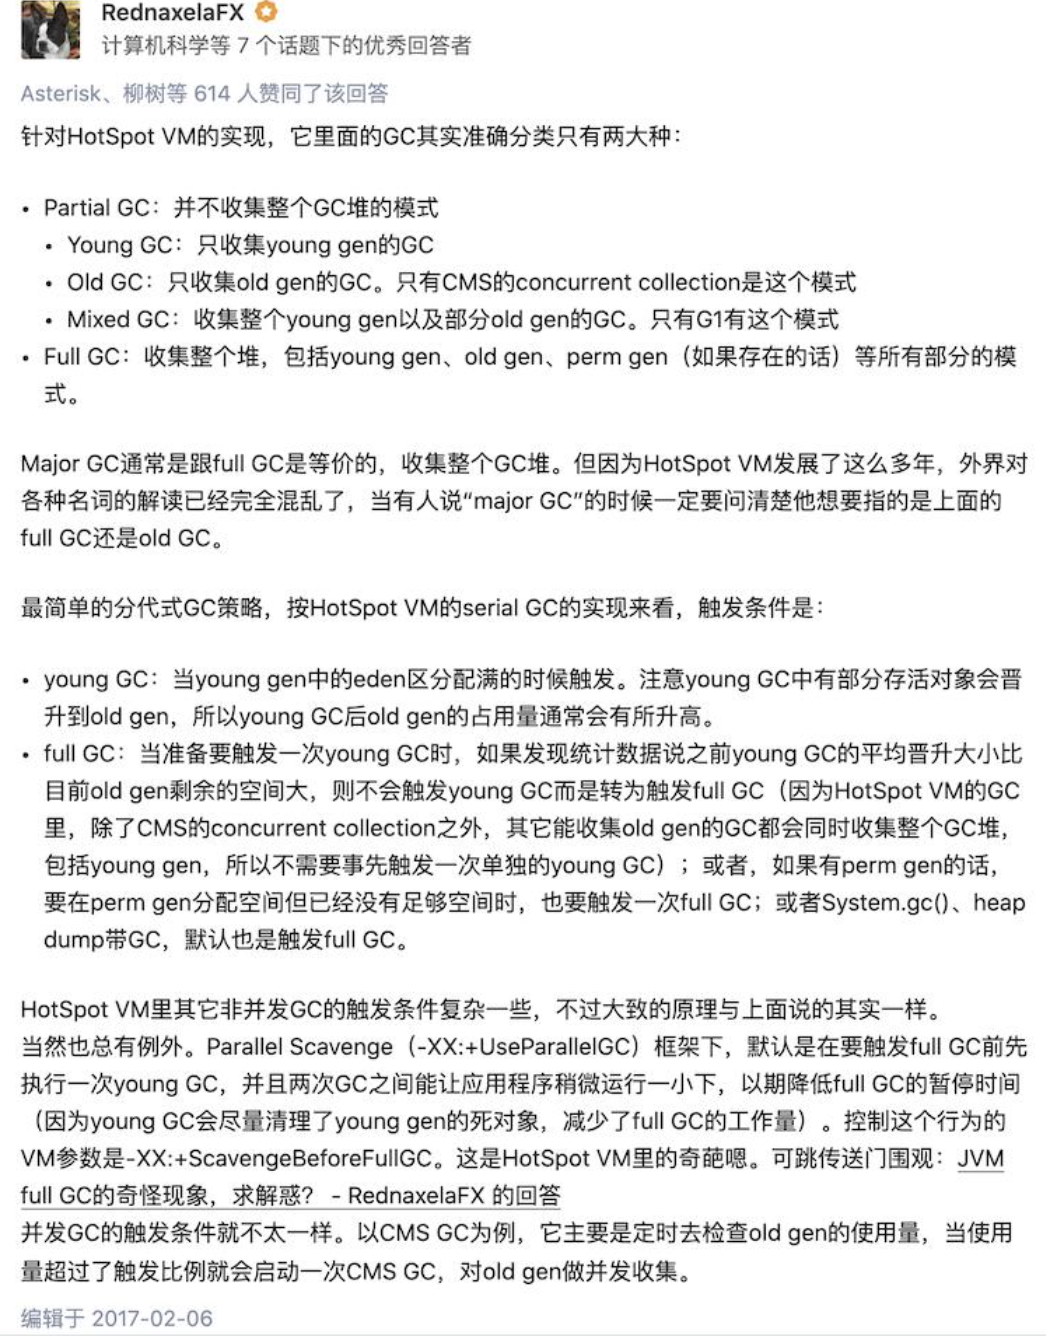 RednaxelaFX
计算机科学等 7 个话题下的优秀回答者
Asterisk、柳树等 614 人赞同了该回答
针对HotSpot VM的实现，它里面的GC其实准确分类只有两大种：
• Partial GC：并不收集整个GC堆的模式
• Young GC：只收集young gen的GC
• Old GC：只收集old gen的GC。只有CMS的concurrent collection是这个模式
• Mixed GC：收集整个young gen以及部分old gen的GC。只有G1有这个模式
• Full GC：收集整个堆，包括young gen、old gen、perm gen（如果存在的话）等所有部分的模
式。
Major GC通常是跟full GC是等价的，收集整个GC堆。但因为HotSpot VM发展了这么多年，外界对
各种名词的解读已经完全混乱了，当有人说“major GC”的时候一定要问清楚他想要指的是上面的
full GC还是old GC。
最简单的分代式GC策略，按HotSpot VM的serial GC的实现来看，触发条件是：
• young GC：当young gen中的eden区分配满的时候触发。注意young GC中有部分存活对象会晋
升到old gen，所以young GC后old gen的占用量通常会有所升高。
• full GC：当准备要触发一次young GC时，如果发现统计数据说之前young GC的平均晋升大小比
目前old gen剩余的空间大，则不会触发young GC而是转为触发full GC（因为HotSpot VM的GC
里，除了CMS的concurrent collection之外，其它能收集old gen的GC都会同时收集整个GC堆，
包括young gen，所以不需要事先触发一次单独的young GC）；或者，如果有perm gen的话，
要在perm gen分配空间但已经没有足够空间时，也要触发一次full GC；或者System.gc()、heap
dump带GC，默认也是触发full GC。
HotSpot VM里其它非并发GC的触发条件复杂一些，不过大致的原理与上面说的其实一样。
当然也总有例外。Parallel Scavenge（-XX:+UseParallelGC）框架下，默认是在要触发full GC前先
执行一次young GC，并且两次GC之间能让应用程序稍微运行一小下，以期降低full GC的暂停时间
（因为young GC会尽量清理了young gen的死对象，减少了full GC的工作量）。控制这个行为的
VM参数是-XX:+ScavengeBeforeFullGC。这是HotSpot VM里的奇葩嗯。可跳传送门围观：JVM
full GC的奇怪现象，求解惑？ - RednaxelaFX 的回答
并发GC的触发条件就不太一样。以CMS GC为例，它主要是定时去检查old gen的使用量，当使用
量超过了触发比例就会启动一次CMS GC，对old gen做并发收集。
编辑于 2017-02-06